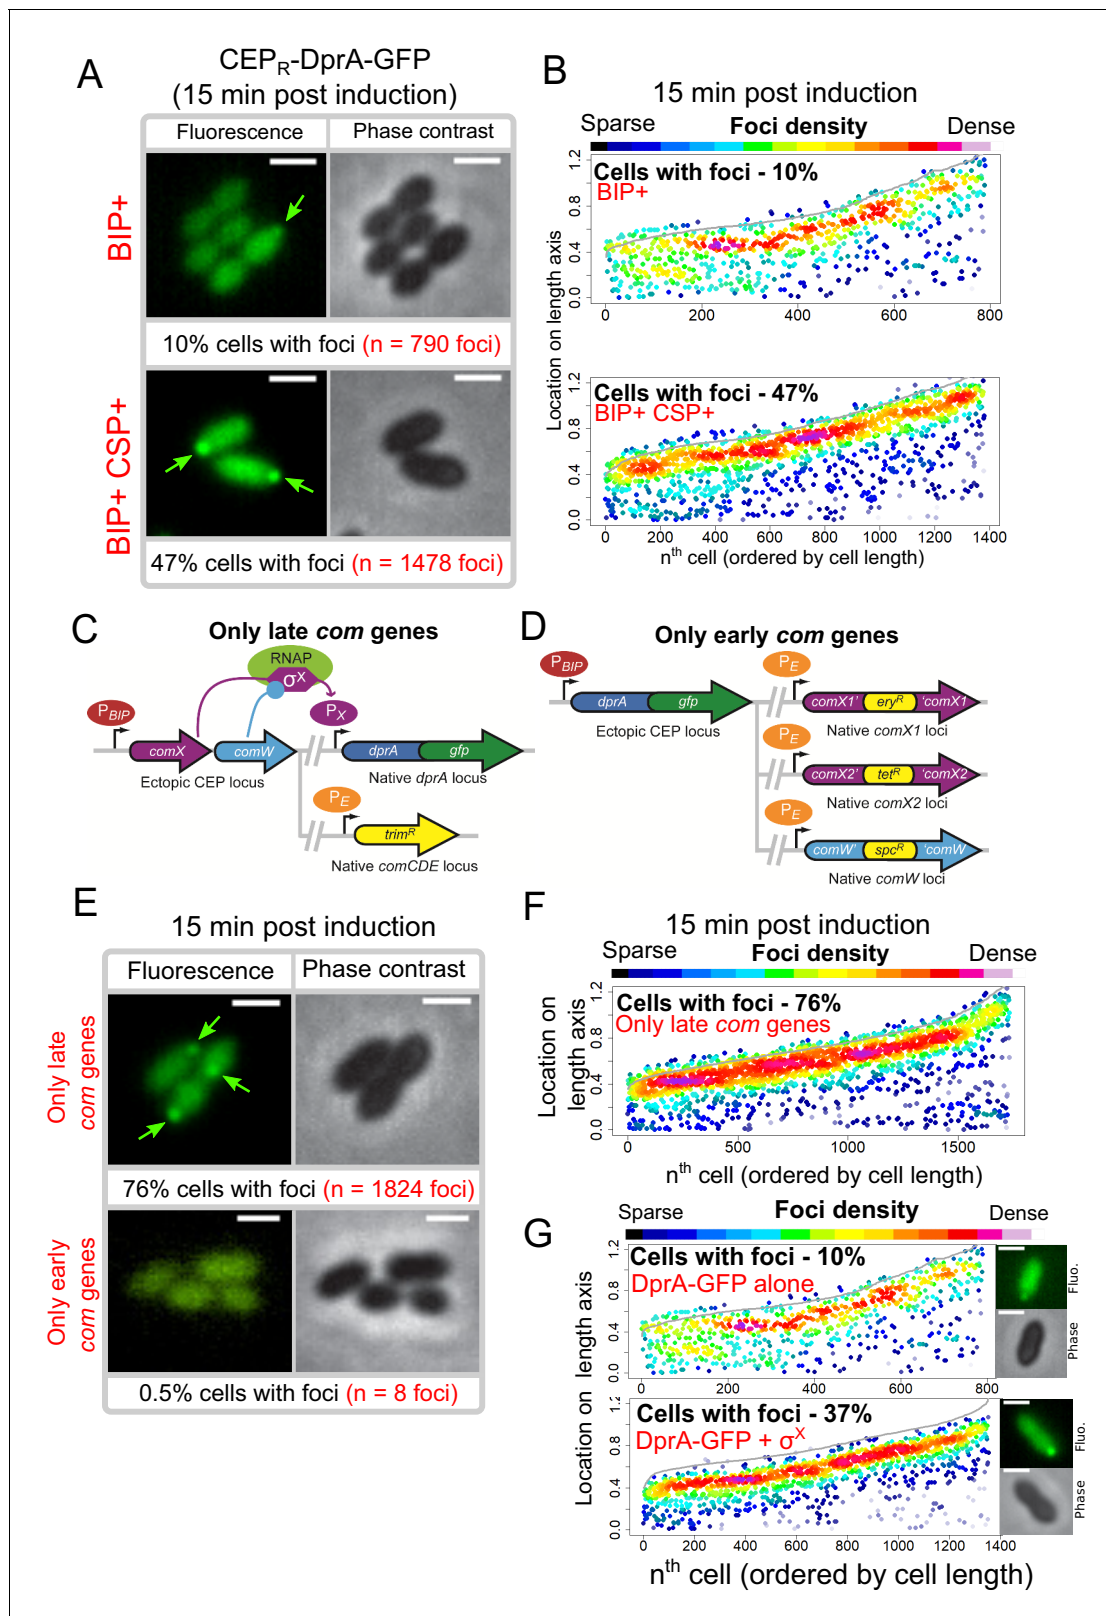 A
CEPR-DprA-GFP
(15 min post induction)
Fluorescence
Phase contrast
BIP+
10% cells with foci (n = 790 foci)
BIP+ CSP+
47% cells with foci (n = 1478 foci)
B
15 min post induction
Sparse
Foci density
Dense
Cells with foci - 10%
BIP+
0.0
0.4
0.8
1.2
0
200
400
600
800
Location on length axis
Cells with foci - 47%
BIP+ CSP+
0.0
0.4
0.8
1.2
0
200
400
600
800
1000
1200
1400
nth cell (ordered by cell length)
C
Only late com genes
RNAP
σX
PBIP
PX
comX
comW
dprA
gfp
Ectopic CEP locus
Native dprA locus
PE
trimR
Native comCDE locus
D
Only early com genes
PBIP
PE
dprA
gfp
comX1'
eryR
'comX1
Ectopic CEP locus
Native comX1 loci
PE
comX2'
tetR
'comX2
Native comX2 loci
PE
comW'
spcR
'comW
Native comW loci
E
15 min post induction
Fluorescence
Phase contrast
Only late
com genes
76% cells with foci (n = 1824 foci)
Only early
com genes
0.5% cells with foci (n = 8 foci)
F
15 min post induction
Sparse
Foci density
Dense
Cells with foci - 76%
Only late com genes
Location on
length axis
0.0
0.4
0.8
1.2
0
500
1000
1500
nth cell (ordered by cell length)
G
Foci density
Sparse
Dense
Cells with foci - 10%
DprA-GFP alone
0.0
0.4
0.8
1.2
0
200
400
600
800
Fluo.
Phase
Location on length axis
Cells with foci - 37%
DprA-GFP + σX
0.0
0.4
0.8
1.2
0
200
400
600
800
1000
1200
1400
Fluo.
Phase
nth cell (ordered by cell length)